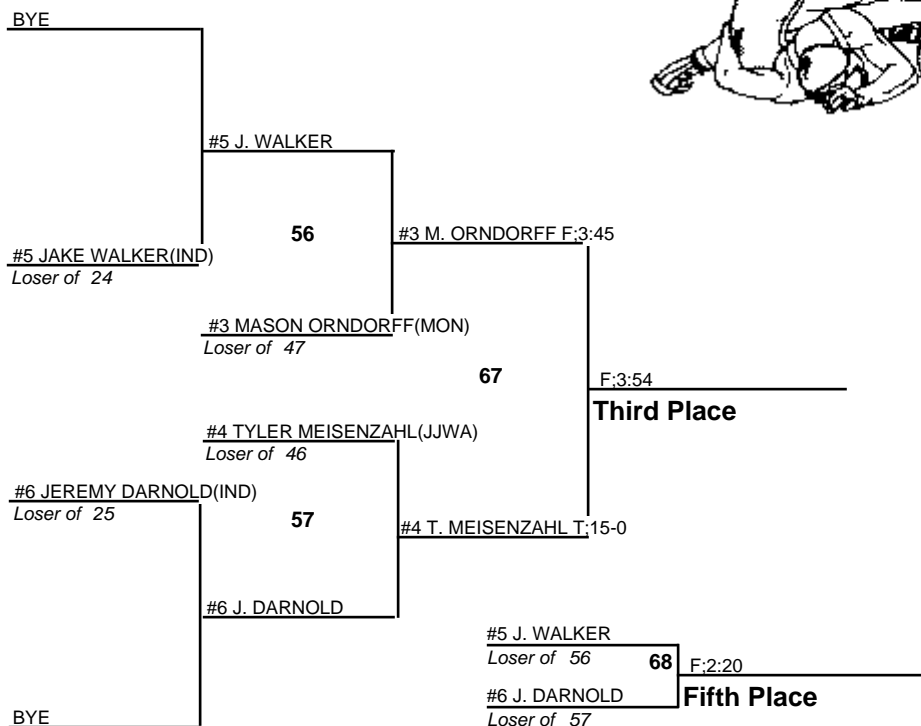 BYE
#5 J. WALKER
56
#3 M. ORNDORFF F;3:45
#5 JAKE WALKER(IND)
Loser of 24
#3 MASON ORNDORFF(MON)
Loser of 47
67
F;3:54
Third Place
#4 TYLER MEISENZAHL(JJWA)
Loser of 46
#6 JEREMY DARNOLD(IND)
Loser of 25
57
#4 T. MEISENZAHL T;15-0
#6 J. DARNOLD
#5 J. WALKER
Loser of 56
68
F;2:20
Fifth Place
#6 J. DARNOLD
Loser of 57
BYE